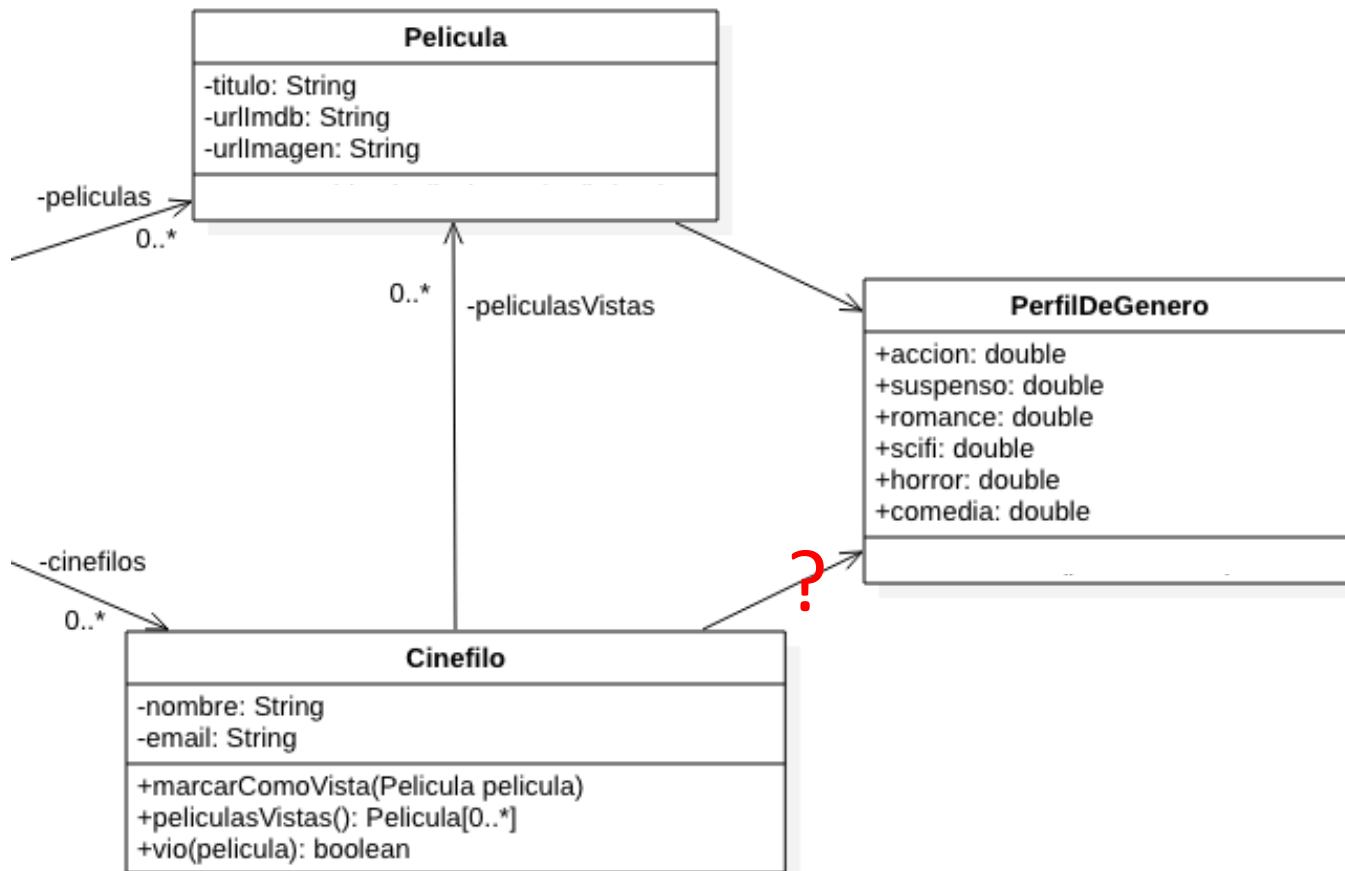 Pelicula
-titulo: String
-urlImdb: String
-urlImagen: String
-peliculas
0..*
0..*
-peliculasVistas
PerfilDeGenero
+accion: double
+suspenso: double
+romance: double
+scifi: double
+horror: double
+comedia: double
?
-cinefilos
0..*
Cinefilo
-nombre: String
-email: String
+marcarComoVista(Pelicula pelicula)
+peliculasVistas(): Pelicula[0..*]
+vio(pelicula): boolean